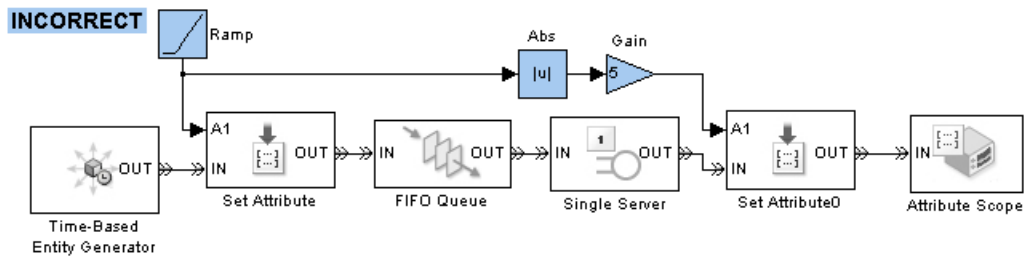 INCORRECT
Ramp
Abs
Gain
|u|
5
A1
A1
OUT
IN
OUT
IN
OUT
1
IN
OUT
IN
OUT
IN
Set Attribute
FIFO Queue
Single Server
Set Attribute0
Attribute Scope
Time-Based
Entity Generator
[...]
[...]
[...]